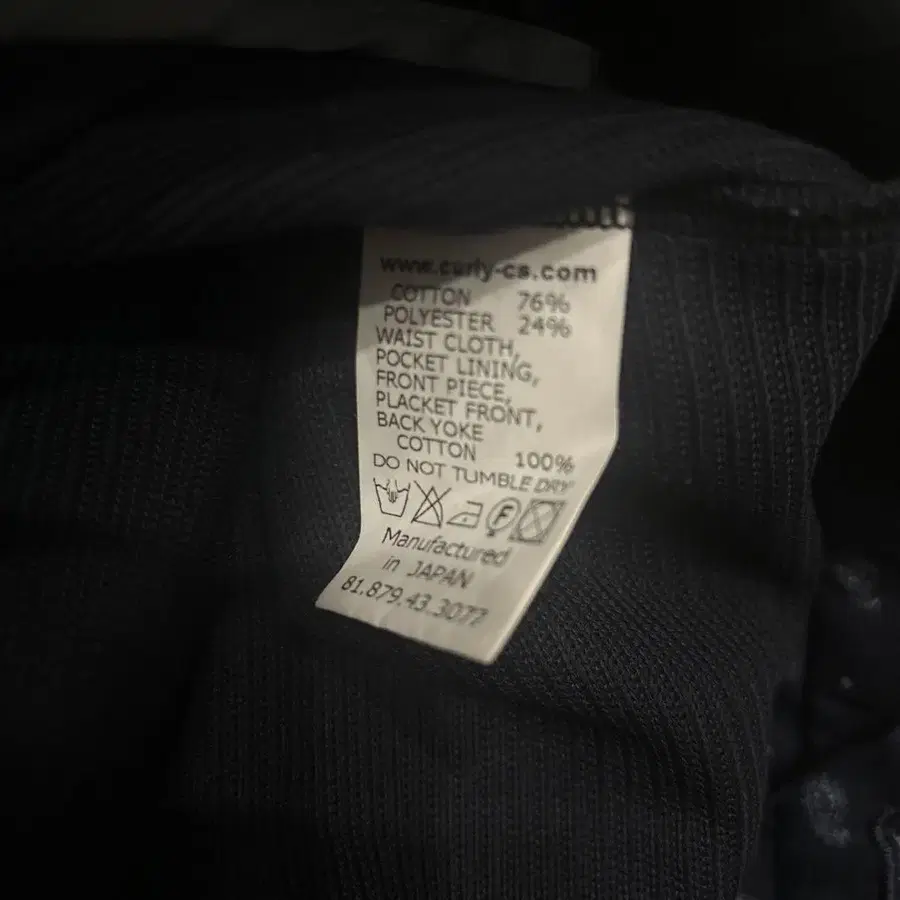 www.curly-cs.com
COTTON 76%
POLYESTER 24%
WAIST CLOTH,
POCKET LINING,
FRONT PIECE,
PLACKET FRONT,
BACK YOKE
COTTON 100%
DO NOT TUMBLE DRY
F
Manufactured
in JAPAN
81.879.43.3077